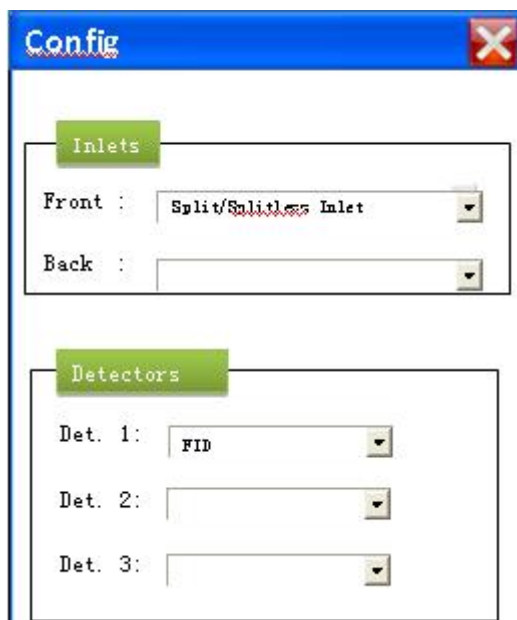 Config
Inlets
Front : Split/Splitless Inlet
Back :
Detectors
Det. 1: FID
Det. 2:
Det. 3: